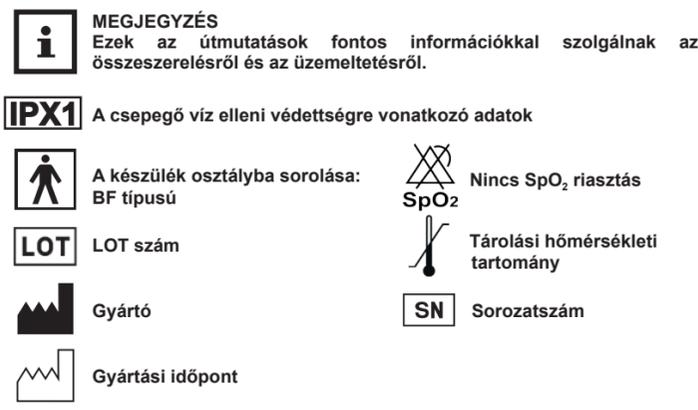 MEGJEGYZÉS
Ezek az útmutatások fontos információkkal szolgálnak az
összeszerelésről és az üzemeltetésről.
IPX1 A csepegő víz elleni védettségre vonatkozó adatok
A készülék osztályba sorolása:
BF típusú
SpO₂ Nincs SpO₂ riasztás
LOT LOT szám
Tárolási hőmérsékleti
tartomány
Gyártó
SN Sorozatszám
Gyártási időpont